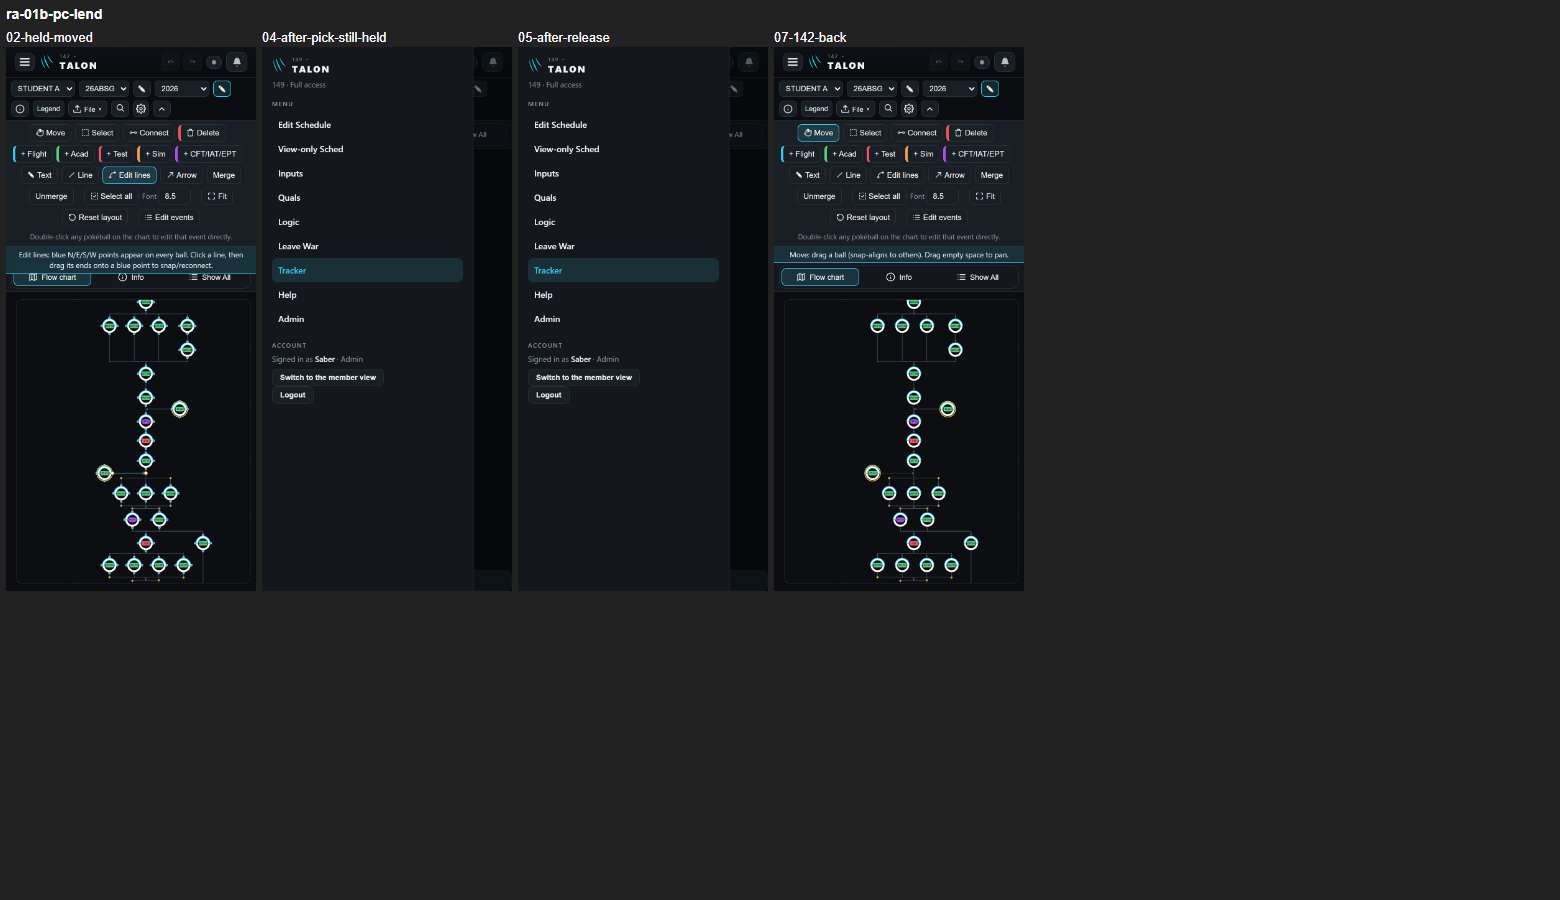 ra-01b-pc-lend
02-held-moved
142 -
TALON
STUDENT A
26ABSG
2026
Legend
File
Move
Select
Connect
Delete
+ Flight
+ Acad
+ Test
+ Sim
+ CFT/IAT/EPT
Text
Line
Edit lines
Arrow
Merge
Unmerge
Select all
Font
8.5
Fit
Reset layout
Edit events
Double-click any pokéball on the chart to edit that event directly.
Edit lines: blue N/E/S/W points appear on every ball. Click a line, then
drag its ends onto a blue point to snap/reconnect.
Flow chart
Info
Show All
04-after-pick-still-held
149 -
TALON
149 · Full access
MENU
Edit Schedule
View-only Sched
Inputs
Quals
Logic
Leave War
Tracker
Help
Admin
ACCOUNT
Signed in as Saber · Admin
Switch to the member view
Logout
w All
05-after-release
149 -
TALON
149 · Full access
MENU
Edit Schedule
View-only Sched
Inputs
Quals
Logic
Leave War
Tracker
Help
Admin
ACCOUNT
Signed in as Saber · Admin
Switch to the member view
Logout
w All
07-142-back
142 -
TALON
STUDENT A
26ABSG
2026
Legend
File
Move
Select
Connect
Delete
+ Flight
+ Acad
+ Test
+ Sim
+ CFT/IAT/EPT
Text
Line
Edit lines
Arrow
Merge
Unmerge
Select all
Font
8.5
Fit
Reset layout
Edit events
Double-click any pokéball on the chart to edit that event directly.
Move: drag a ball (snap-aligns to others). Drag empty space to pan.
Flow chart
Info
Show All